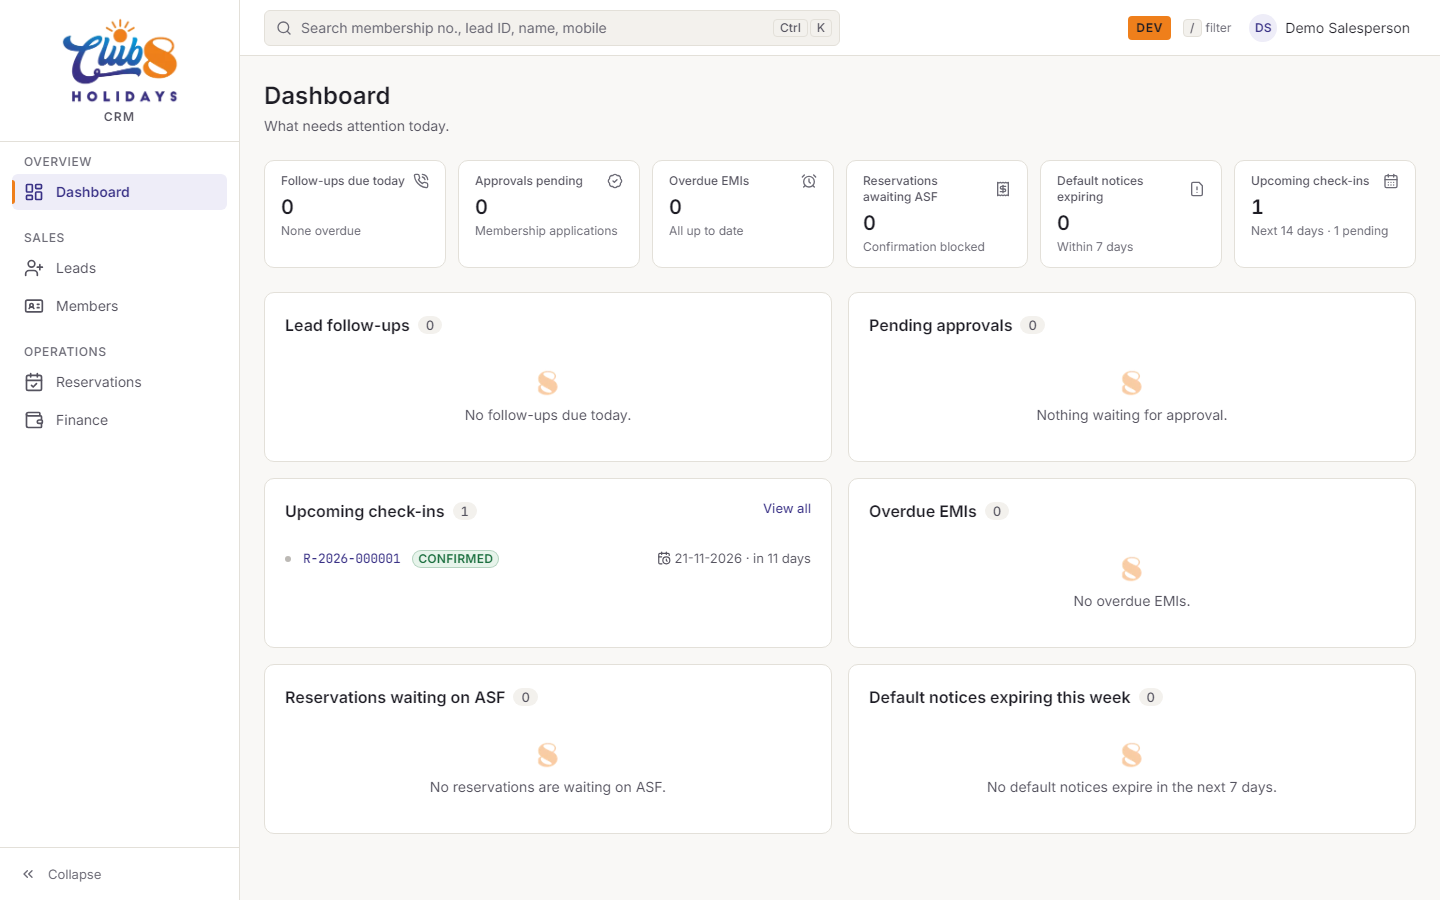 Club8
HOLIDAYS
CRM
OVERVIEW
Dashboard
SALES
Leads
Members
OPERATIONS
Reservations
Finance
Collapse
Search membership no., lead ID, name, mobile
Ctrl K
DEV
/ filter
DS
Demo Salesperson
Dashboard
What needs attention today.
Follow-ups due today
0
None overdue
Approvals pending
0
Membership applications
Overdue EMIs
0
All up to date
Reservations
awaiting ASF
0
Confirmation blocked
Default notices
expiring
0
Within 7 days
Upcoming check-ins
1
Next 14 days · 1 pending
Lead follow-ups 0
8
No follow-ups due today.
Pending approvals 0
8
Nothing waiting for approval.
Upcoming check-ins 1
View all
R-2026-000001 CONFIRMED 21-11-2026 · in 11 days
Overdue EMIs 0
8
No overdue EMIs.
Reservations waiting on ASF 0
8
No reservations are waiting on ASF.
Default notices expiring this week 0
8
No default notices expire in the next 7 days.